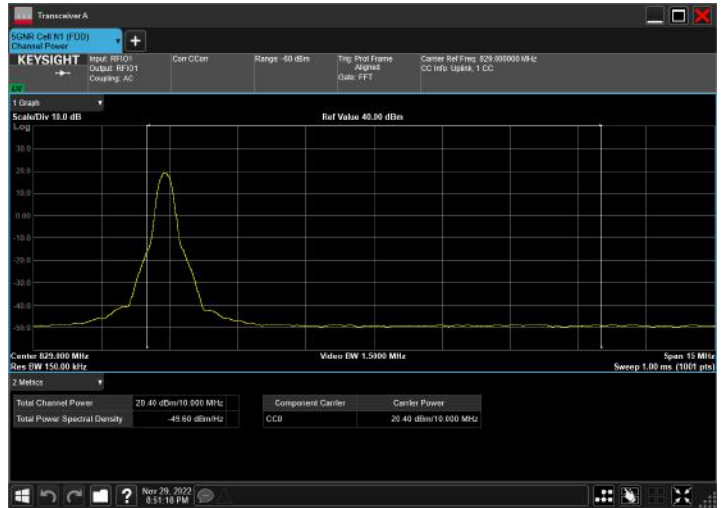 Transceiver A
5GNR Cell N1 (FDD)
Channel Power
KEYSIGHT
Input: RFIO1
Output: RFIO1
Coupling: AC
Corr CCorr
Range: -60 dBm
Trig: Prot Frame
Aligned
Gate: FFT
Carrier Ref Freq: 829.000000 MHz
CC Info: Uplink, 1 CC
1 Graph
Scale/Div 10.0 dB
Ref Value 40.00 dBm
Log
30.0
20.0
10.0
0.00
-10.0
-20.0
-30.0
-40.0
-50.0
Center 829.000 MHz
Video BW 1.5000 MHz
Span 15 MHz
Res BW 150.00 kHz
Sweep 1.00 ms (1001 pts)
2 Metrics
Total Channel Power 20.40 dBm/10.000 MHz
Total Power Spectral Density -49.60 dBm/Hz
Component Carrier Carrier Power
CC0 20.40 dBm/10.000 MHz
Nov 29, 2022
8:51:18 PM